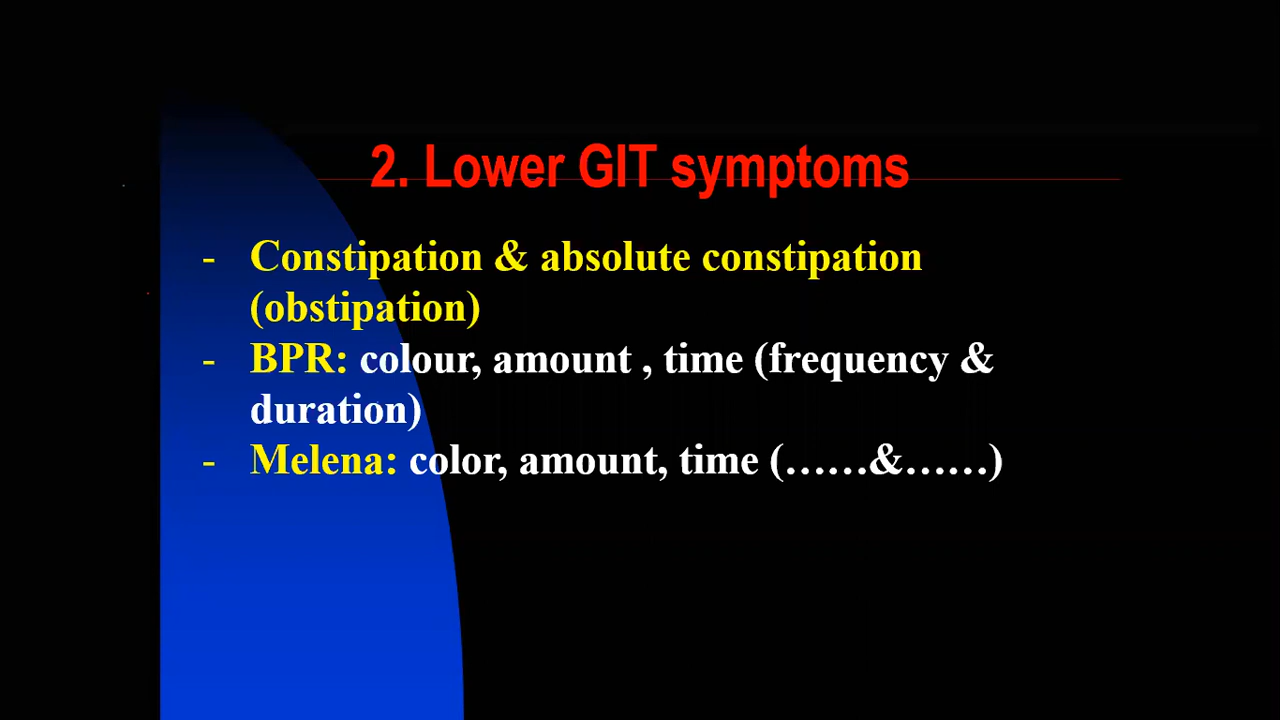 2. Lower GIT symptoms
- Constipation & absolute constipation
(obstipation)
- BPR: colour, amount , time (frequency &
duration)
- Melena: color, amount, time (……&……)